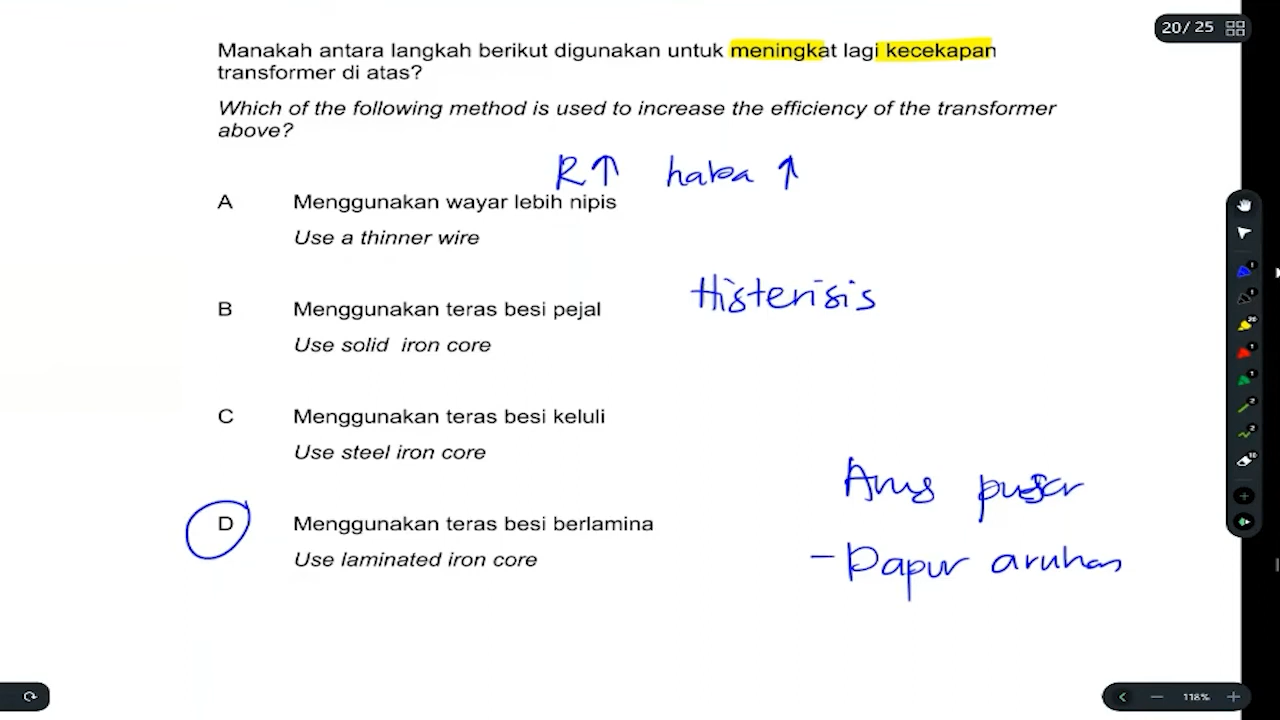 20/ 25
Manakah antara langkah berikut digunakan untuk meningkat lagi kecekapan
transformer di atas?
Which of the following method is used to increase the efficiency of the transformer
above?
R↑ haba ↑
A Menggunakan wayar lebih nipis
Use a thinner wire
Histerisis
B Menggunakan teras besi pejal
Use solid iron core
C Menggunakan teras besi keluli
Use steel iron core
Arus pusar
D Menggunakan teras besi berlamina
Use laminated iron core
- Dapur aruhan
118%